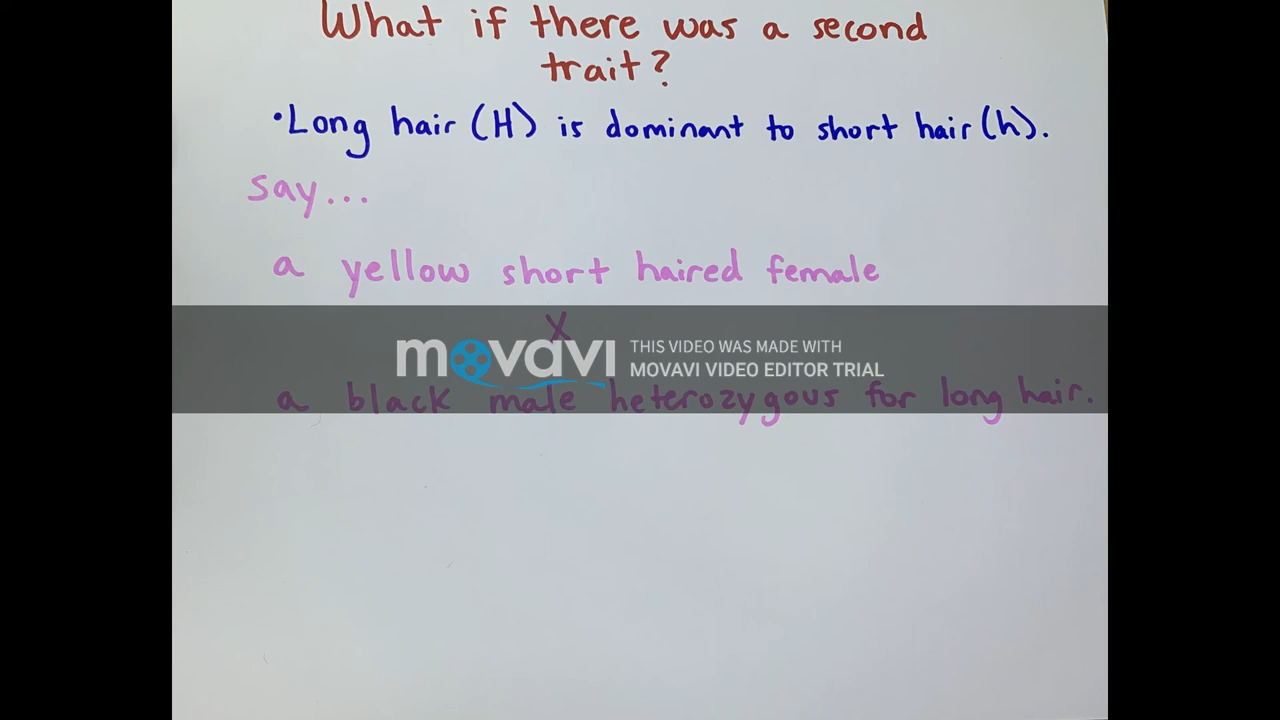 What if there was a second
trait?
•Long hair (H) is dominant to short hair (h).
say...
a yellow short haired female
X
movavi
THIS VIDEO WAS MADE WITH
MOVAVI VIDEO EDITOR TRIAL
a black male heterozygous for long hair.